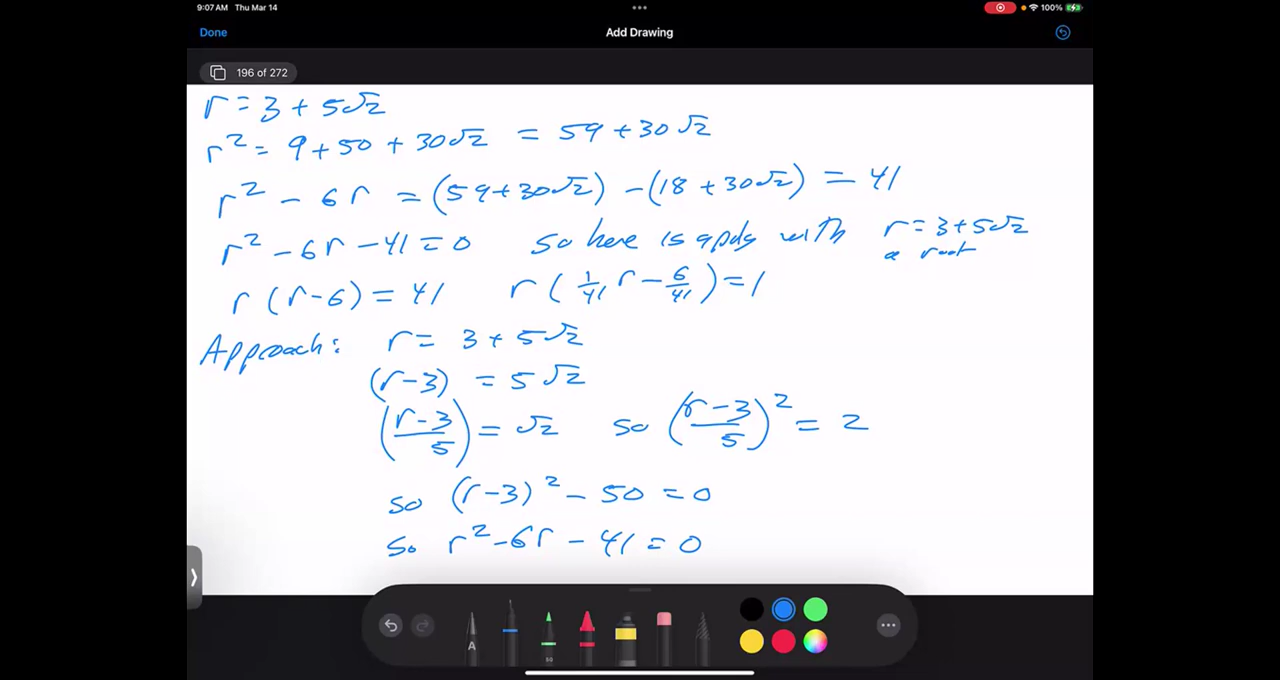 9:07 AM Thu Mar 14
100%
Done
Add Drawing
196 of 272
r = 3 + 5√2
r² = 9 + 50 + 30√2 = 59 + 30√2
r² - 6r = (59 + 30√2) - (18 + 30√2) = 41
r² - 6r - 41 = 0 so here is a poly with r = 3 + 5√2
a root
r (r - 6) = 41 r (1/41 r - 6/41) = 1
Approach: r = 3 + 5√2
(r - 3) = 5√2
((r - 3)/5) = √2 so ((r - 3)/5)² = 2
so (r - 3)² - 50 = 0
so r² - 6r - 41 = 0
A
50